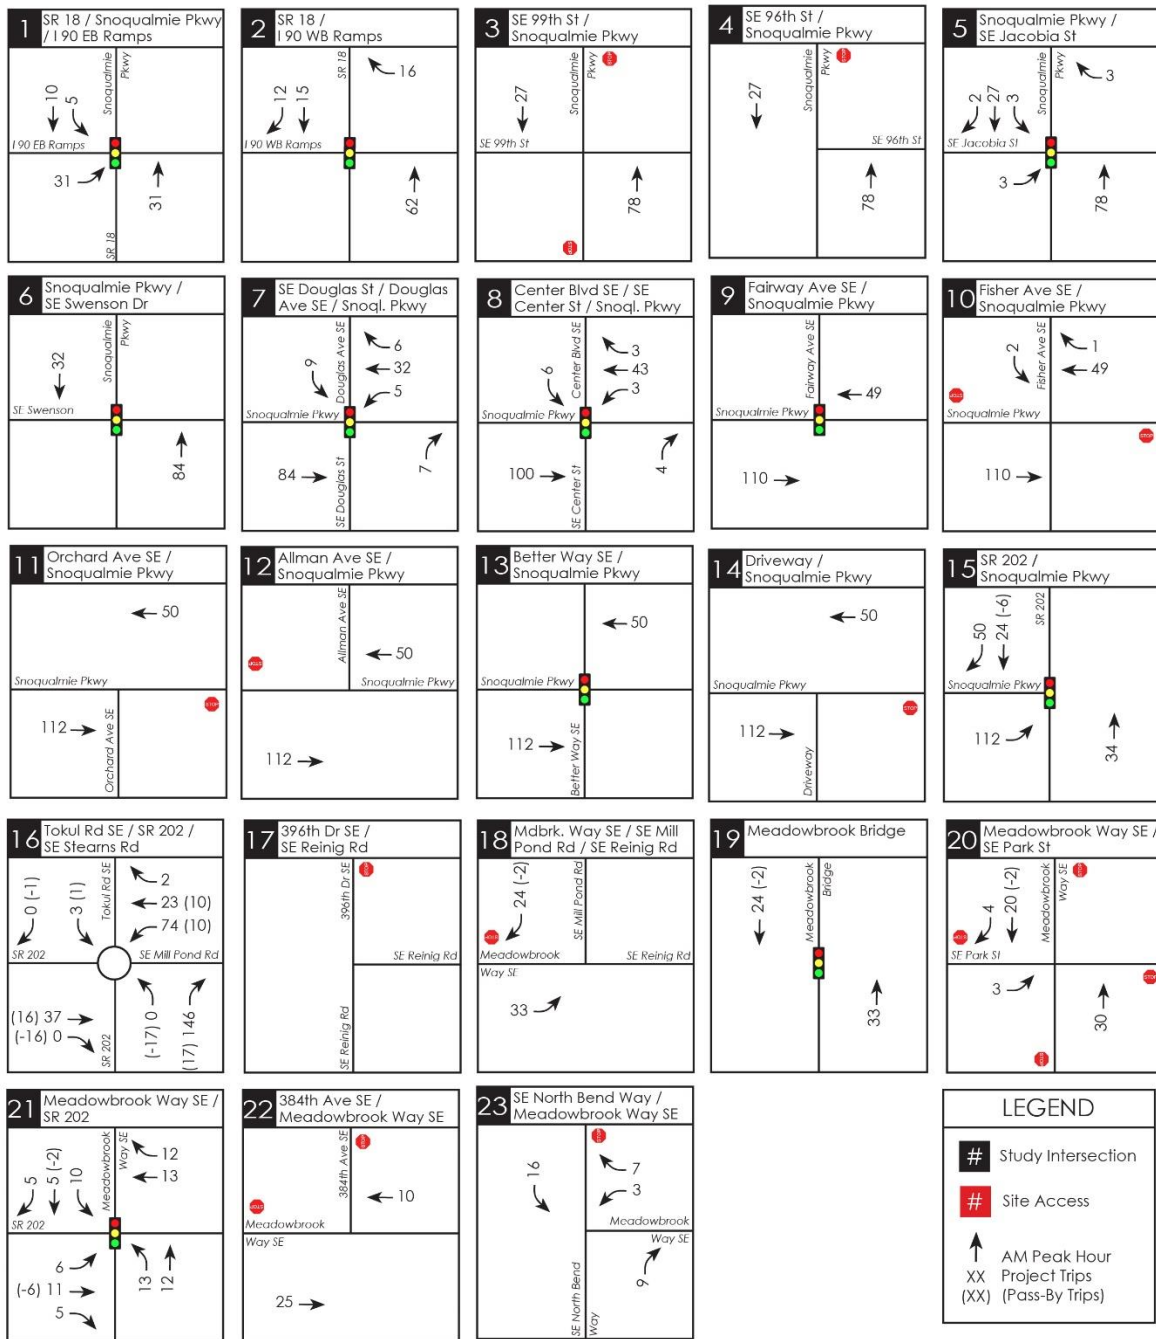 1
SR 18 / Snoqualmie Pkwy
/ I 90 EB Ramps
Snoqualmie
Pkwy
10
5
I 90 EB Ramps
31
31
SR 18
2
SR 18 /
I 90 WB Ramps
SR 18
16
12
15
I 90 WB Ramps
62
3
SE 99th St /
Snoqualmie Pkwy
Snoqualmie
Pkwy
STOP
27
SE 99th St
78
STOP
4
SE 96th St /
Snoqualmie Pkwy
Snoqualmie
Pkwy
STOP
27
SE 96th St
78
5
Snoqualmie Pkwy /
SE Jacobia St
Snoqualmie
Pkwy
3
2
27
3
SE Jacobia St
3
78
6
Snoqualmie Pkwy /
SE Swenson Dr
Snoqualmie
Pkwy
32
SE Swenson
84
7
SE Douglas St / Douglas
Ave SE / Snoql. Pkwy
Douglas Ave SE
6
32
5
9
Snoqualmie Pkwy
84
SE Douglas St
7
8
Center Blvd SE / SE
Center St / Snoql. Pkwy
Center Blvd SE
3
43
3
6
Snoqualmie Pkwy
100
SE Center St
4
9
Fairway Ave SE /
Snoqualmie Pkwy
Fairway Ave SE
49
Snoqualmie Pkwy
110
10
Fisher Ave SE /
Snoqualmie Pkwy
2
Fisher Ave SE
1
49
STOP
Snoqualmie Pkwy
STOP
110
11
Orchard Ave SE /
Snoqualmie Pkwy
50
Snoqualmie Pkwy
STOP
112
Orchard Ave SE
12
Allman Ave SE /
Snoqualmie Pkwy
Allman Ave SE
STOP
50
Snoqualmie Pkwy
112
13
Better Way SE /
Snoqualmie Pkwy
50
Snoqualmie Pkwy
112
Better Way SE
14
Driveway /
Snoqualmie Pkwy
50
Snoqualmie Pkwy
STOP
112
Driveway
15
SR 202 /
Snoqualmie Pkwy
50
24 (-6)
SR 202
Snoqualmie Pkwy
112
34
16
Tokul Rd SE / SR 202 /
SE Stearns Rd
0 (-1)
3 (1)
Tokul Rd SE
2
23 (10)
74 (10)
SR 202
SE Mill Pond Rd
(16) 37
(-16) 0
SR 202
(-17) 0
(17) 146
17
396th Dr SE /
SE Reinig Rd
396th Dr SE
STOP
SE Reinig Rd
SE Reinig Rd
18
Mdbrk. Way SE / SE Mill
Pond Rd / SE Reinig Rd
24 (-2)
SE Mill Pond Rd
STOP
Meadowbrook
SE Reinig Rd
Way SE
33
19
Meadowbrook Bridge
24 (-2)
Meadowbrook
Bridge
33
20
Meadowbrook Way SE /
SE Park St
4
20 (-2)
Meadowbrook
Way SE
STOP
STOP
SE Park St
STOP
3
30
STOP
21
Meadowbrook Way SE /
SR 202
5
5 (-2)
10
Meadowbrook
Way SE
12
13
SR 202
6
(-6) 11
5
13
12
22
384th Ave SE /
Meadowbrook Way SE
384th Ave SE
STOP
10
STOP
Meadowbrook
Way SE
25
23
SE North Bend Way /
Meadowbrook Way SE
STOP
16
7
3
Meadowbrook
Way SE
9
SE North Bend
Way
LEGEND
# Study Intersection
# Site Access
AM Peak Hour
XX Project Trips
(XX) (Pass-By Trips)